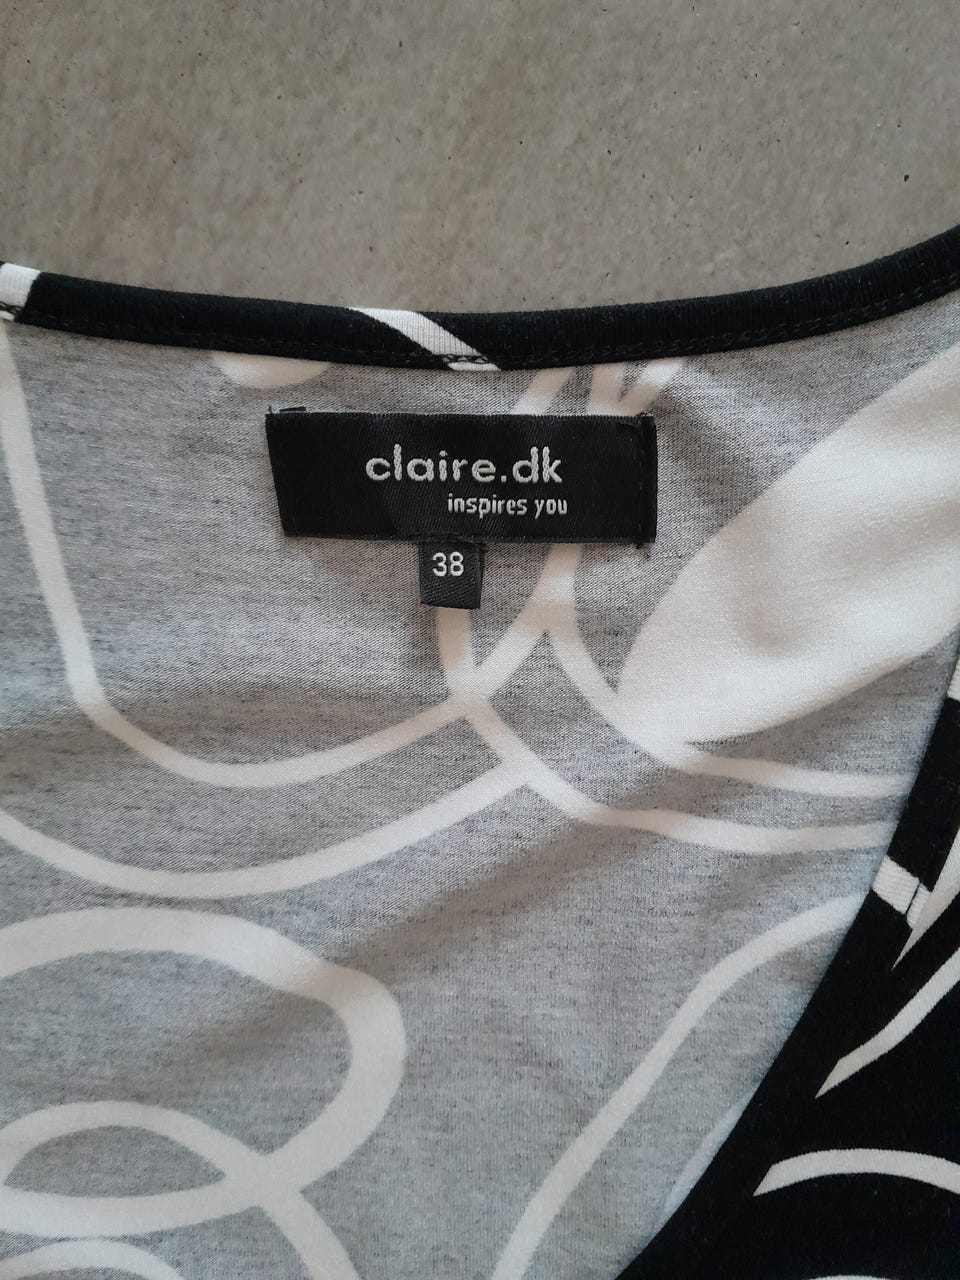 claire.dk
inspires you
38